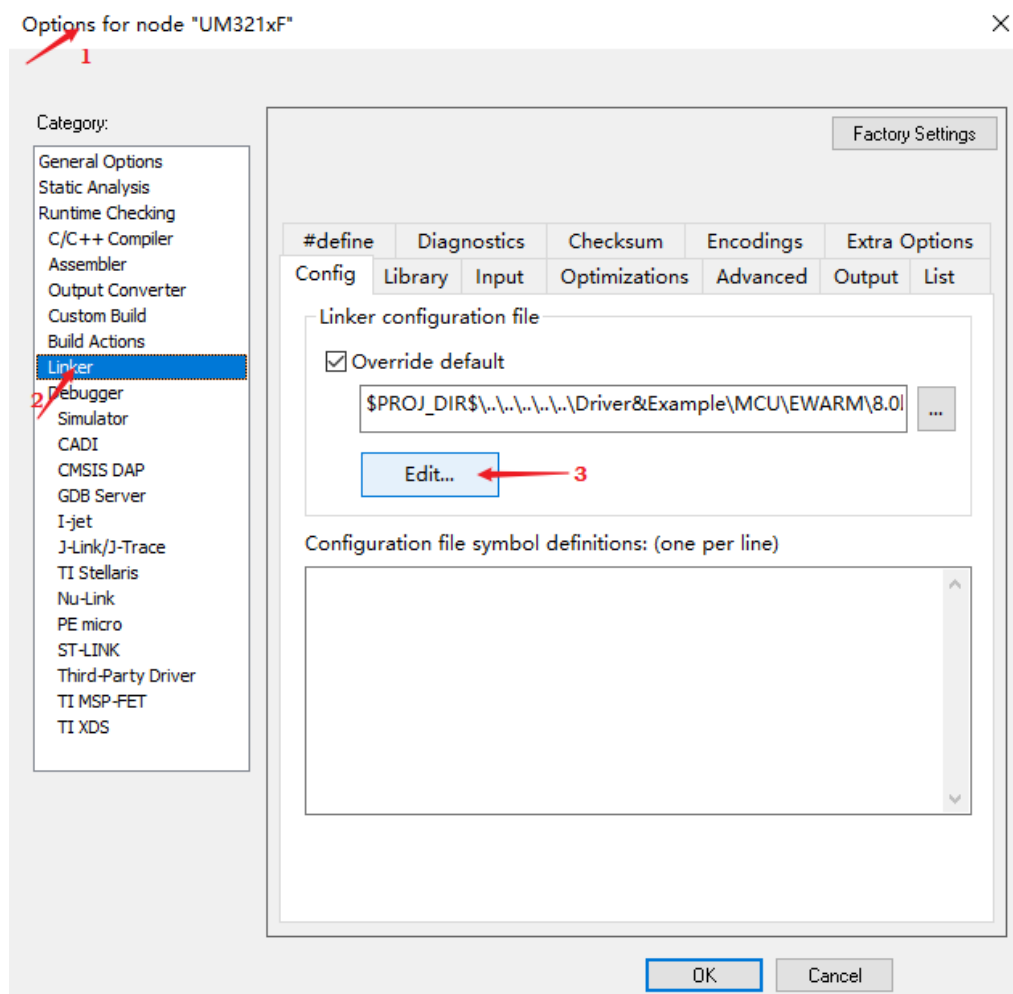 Options for node "UM321xF"
1
Category:
Factory Settings
General Options
Static Analysis
Runtime Checking
C/C++ Compiler
Assembler
Output Converter
Custom Build
Build Actions
Linker
2
Debugger
Simulator
CADI
CMSIS DAP
GDB Server
I-jet
J-Link/J-Trace
TI Stellaris
Nu-Link
PE micro
ST-LINK
Third-Party Driver
TI MSP-FET
TI XDS
#define Diagnostics Checksum Encodings Extra Options
Config Library Input Optimizations Advanced Output List
Linker configuration file
Override default
$PROJ_DIR$\..\..\..\..\..\Driver&Example\MCU\EWARM\8.0
...
Edit...
3
Configuration file symbol definitions: (one per line)
OK Cancel